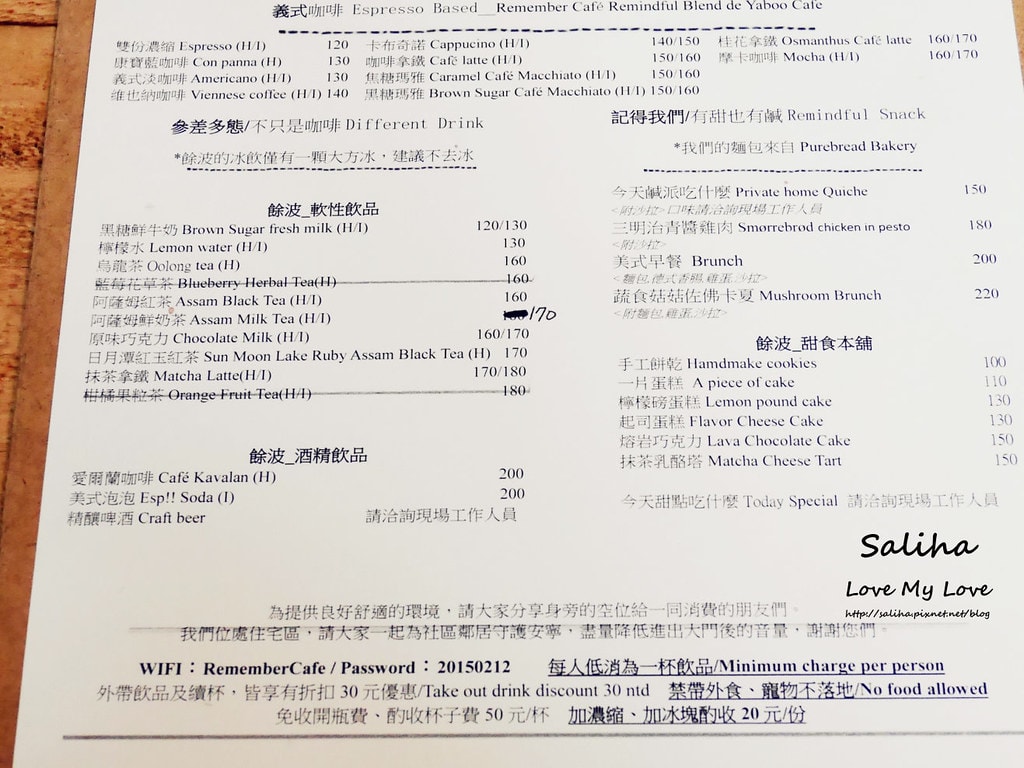 義式咖啡 Espresso Based__Remember Café Remindful Blend de Yaboo Cafe
雙份濃縮 Espresso (H/I) 120
康寶藍咖啡 Con panna (H) 130
義式淡咖啡 Americano (H/I) 130
維也納咖啡 Viennese coffee (H/I) 140
卡布奇諾 Cappucino (H/I) 140/150
咖啡拿鐵 Café latte (H/I) 150/160
焦糖瑪雅 Caramel Café Macchiato (H/I) 150/160
黑糖瑪雅 Brown Sugar Café Macchiato (H/I) 150/160
桂花拿鐵 Osmanthus Café latte 160/170
摩卡咖啡 Mocha (H/I) 160/170
參差多態/不只是咖啡 Different Drink
*餘波的冰飲僅有一顆大方冰，建議不去冰
餘波_軟性飲品
黑糖鮮牛奶 Brown Sugar fresh milk (H/I) 120/130
檸檬水 Lemon water (H/I) 130
烏龍茶 Oolong tea (H) 160
藍莓花草茶 Blueberry Herbal Tea(H) 160
阿薩姆紅茶 Assam Black Tea (H/I) 160
阿薩姆鮮奶茶 Assam Milk Tea (H/I) 170
原味巧克力 Chocolate Milk (H/I) 160/170
日月潭紅玉紅茶 Sun Moon Lake Ruby Assam Black Tea (H) 170
抹茶拿鐵 Matcha Latte(H/I) 170/180
柑橘果粒茶 Orange Fruit Tea(H/I) 180
餘波_酒精飲品
愛爾蘭咖啡 Café Kavalan (H) 200
美式泡泡 Esp!! Soda (I) 200
精釀啤酒 Craft beer 請洽詢現場工作人員
記得我們/有甜也有鹹 Remindful Snack
*我們的麵包來自 Purebread Bakery
今天鹹派吃什麼 Private home Quiche 150
<附沙拉>口味請洽詢現場工作人員
三明治青醬雞肉 Smørrebrød chicken in pesto 180
<附沙拉>
美式早餐 Brunch 200
<麵包,德式香腸,雞蛋,沙拉>
蔬食菇菇佐佛卡夏 Mushroom Brunch 220
<附麵包,雞蛋,沙拉>
餘波_甜食本舖
手工餅乾 Hamdmake cookies 100
一片蛋糕 A piece of cake 110
檸檬磅蛋糕 Lemon pound cake 130
起司蛋糕 Flavor Cheese Cake 130
熔岩巧克力 Lava Chocolate Cake 150
抹茶乳酪塔 Matcha Cheese Tart 150
今天甜點吃什麼 Today Special 請洽詢現場工作人員
Saliha
Love My Love
http://saliha.pixnet.net/blog
為提供良好舒適的環境，請大家分享身旁的空位給一同消費的朋友們。
我們位處住宅區，請大家一起為社區鄰居守護安寧，盡量降低進出大門後的音量，謝謝您們。
WIFI：RememberCafe / Password：20150212 每人低消為一杯飲品/Minimum charge per person
外帶飲品及續杯，皆享有折扣 30 元優惠/Take out drink discount 30 ntd 禁帶外食、寵物不落地/No food allowed
免收開瓶費、酌收杯子費 50 元/杯 加濃縮、加冰塊酌收 20 元/份